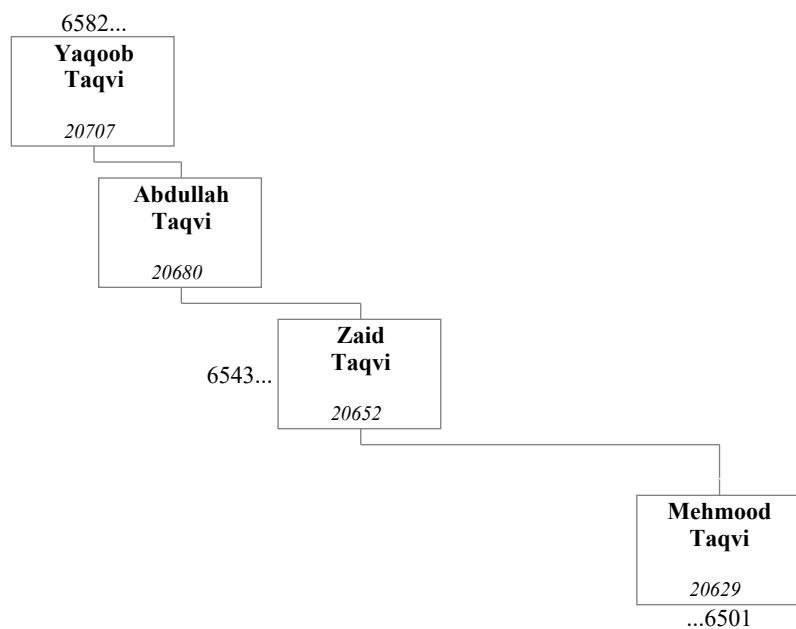 6582...
Yaqoob
Taqvi
20707
Abdullah
Taqvi
20680
Zaid
Taqvi
6543...
20652
Mehmood
Taqvi
20629
...6501